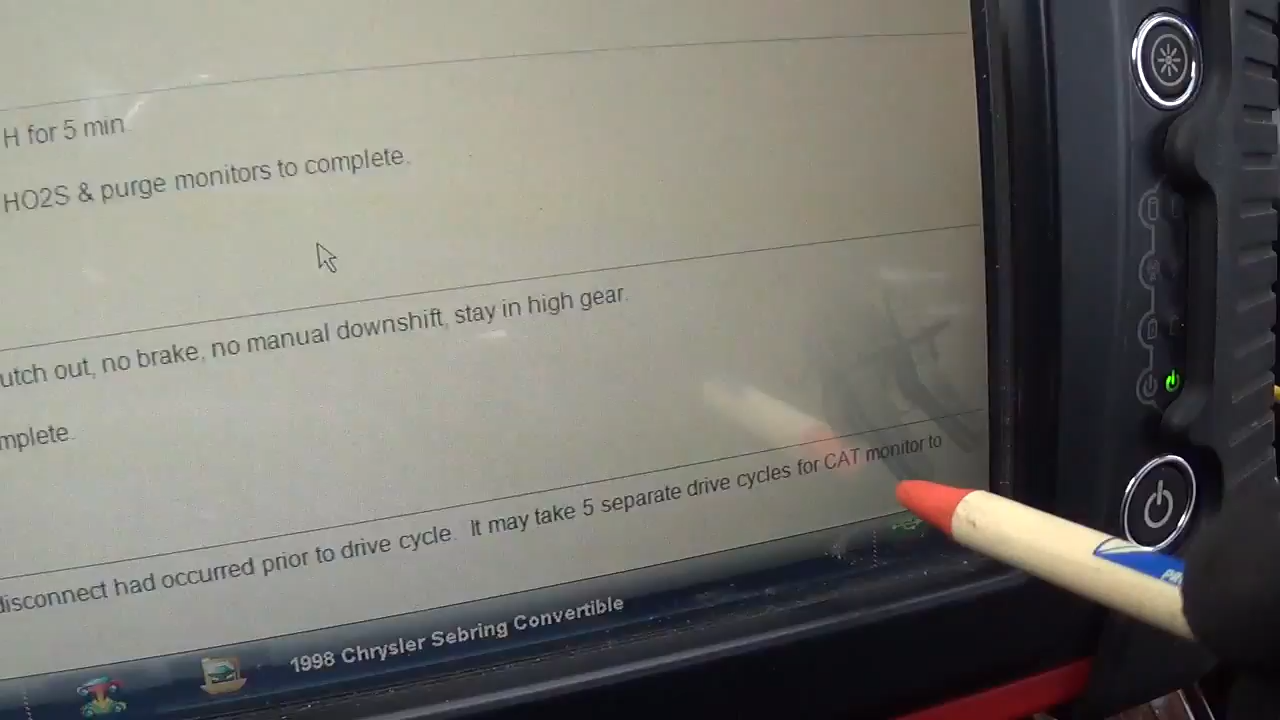 H for 5 min
HO2S & purge monitors to complete.
utch out, no brake, no manual downshift, stay in high gear.
mplete.
disconnect had occurred prior to drive cycle. It may take 5 separate drive cycles for CAT monitor to
1998 Chrysler Sebring Convertible